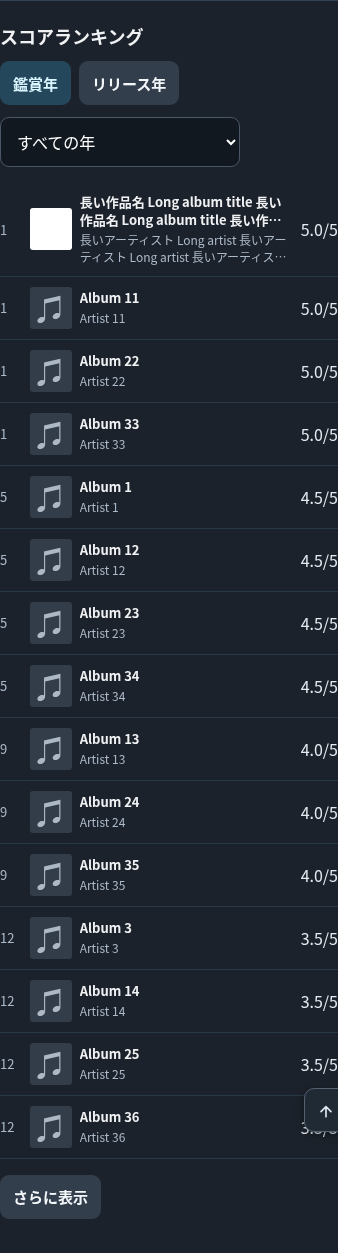 スコアランキング
鑑賞年
リリース年
すべての年
1
長い作品名 Long album title 長い
作品名 Long album title 長い作…
長いアーティスト Long artist 長いアー
ティスト Long artist 長いアーティス…
5.0/5
1
Album 11
Artist 11
5.0/5
1
Album 22
Artist 22
5.0/5
1
Album 33
Artist 33
5.0/5
5
Album 1
Artist 1
4.5/5
5
Album 12
Artist 12
4.5/5
5
Album 23
Artist 23
4.5/5
5
Album 34
Artist 34
4.5/5
9
Album 13
Artist 13
4.0/5
9
Album 24
Artist 24
4.0/5
9
Album 35
Artist 35
4.0/5
12
Album 3
Artist 3
3.5/5
12
Album 14
Artist 14
3.5/5
12
Album 25
Artist 25
3.5/5
12
Album 36
Artist 36
さらに表示